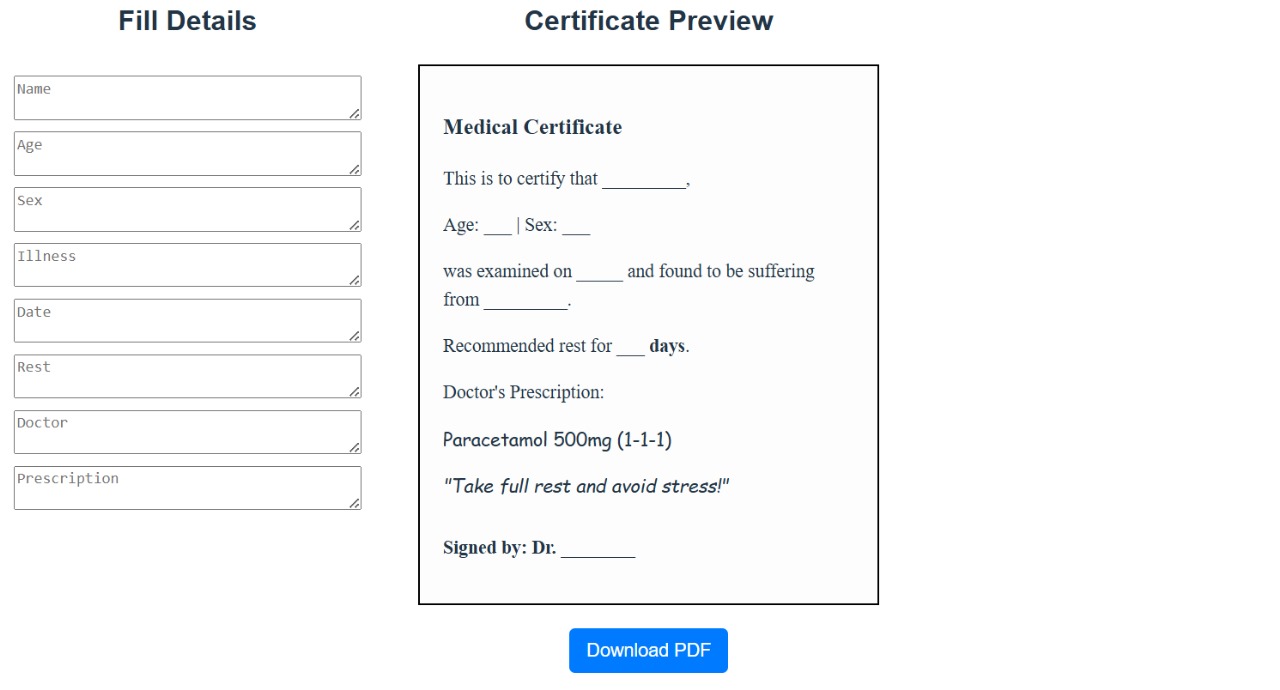 Fill Details
Name
Age
Sex
Illness
Date
Rest
Doctor
Prescription
Certificate Preview
Medical Certificate
This is to certify that _________,
Age: ___ | Sex: ___
was examined on _____ and found to be suffering
from _________.
Recommended rest for ___ days.
Doctor's Prescription:
Paracetamol 500mg (1-1-1)
"Take full rest and avoid stress!"
Signed by: Dr. ________
Download PDF